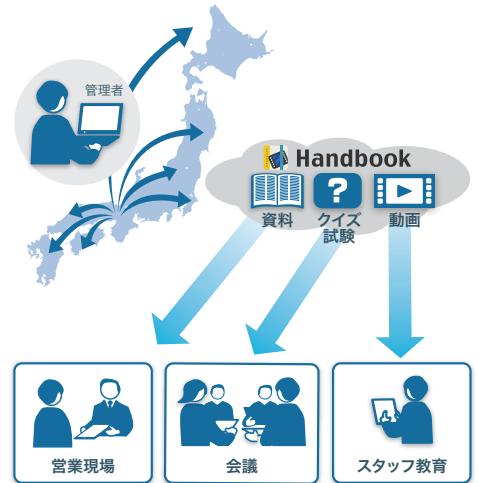 管理者
Handbook
資料
クイズ
試験
動画
営業現場
会議
スタッフ教育